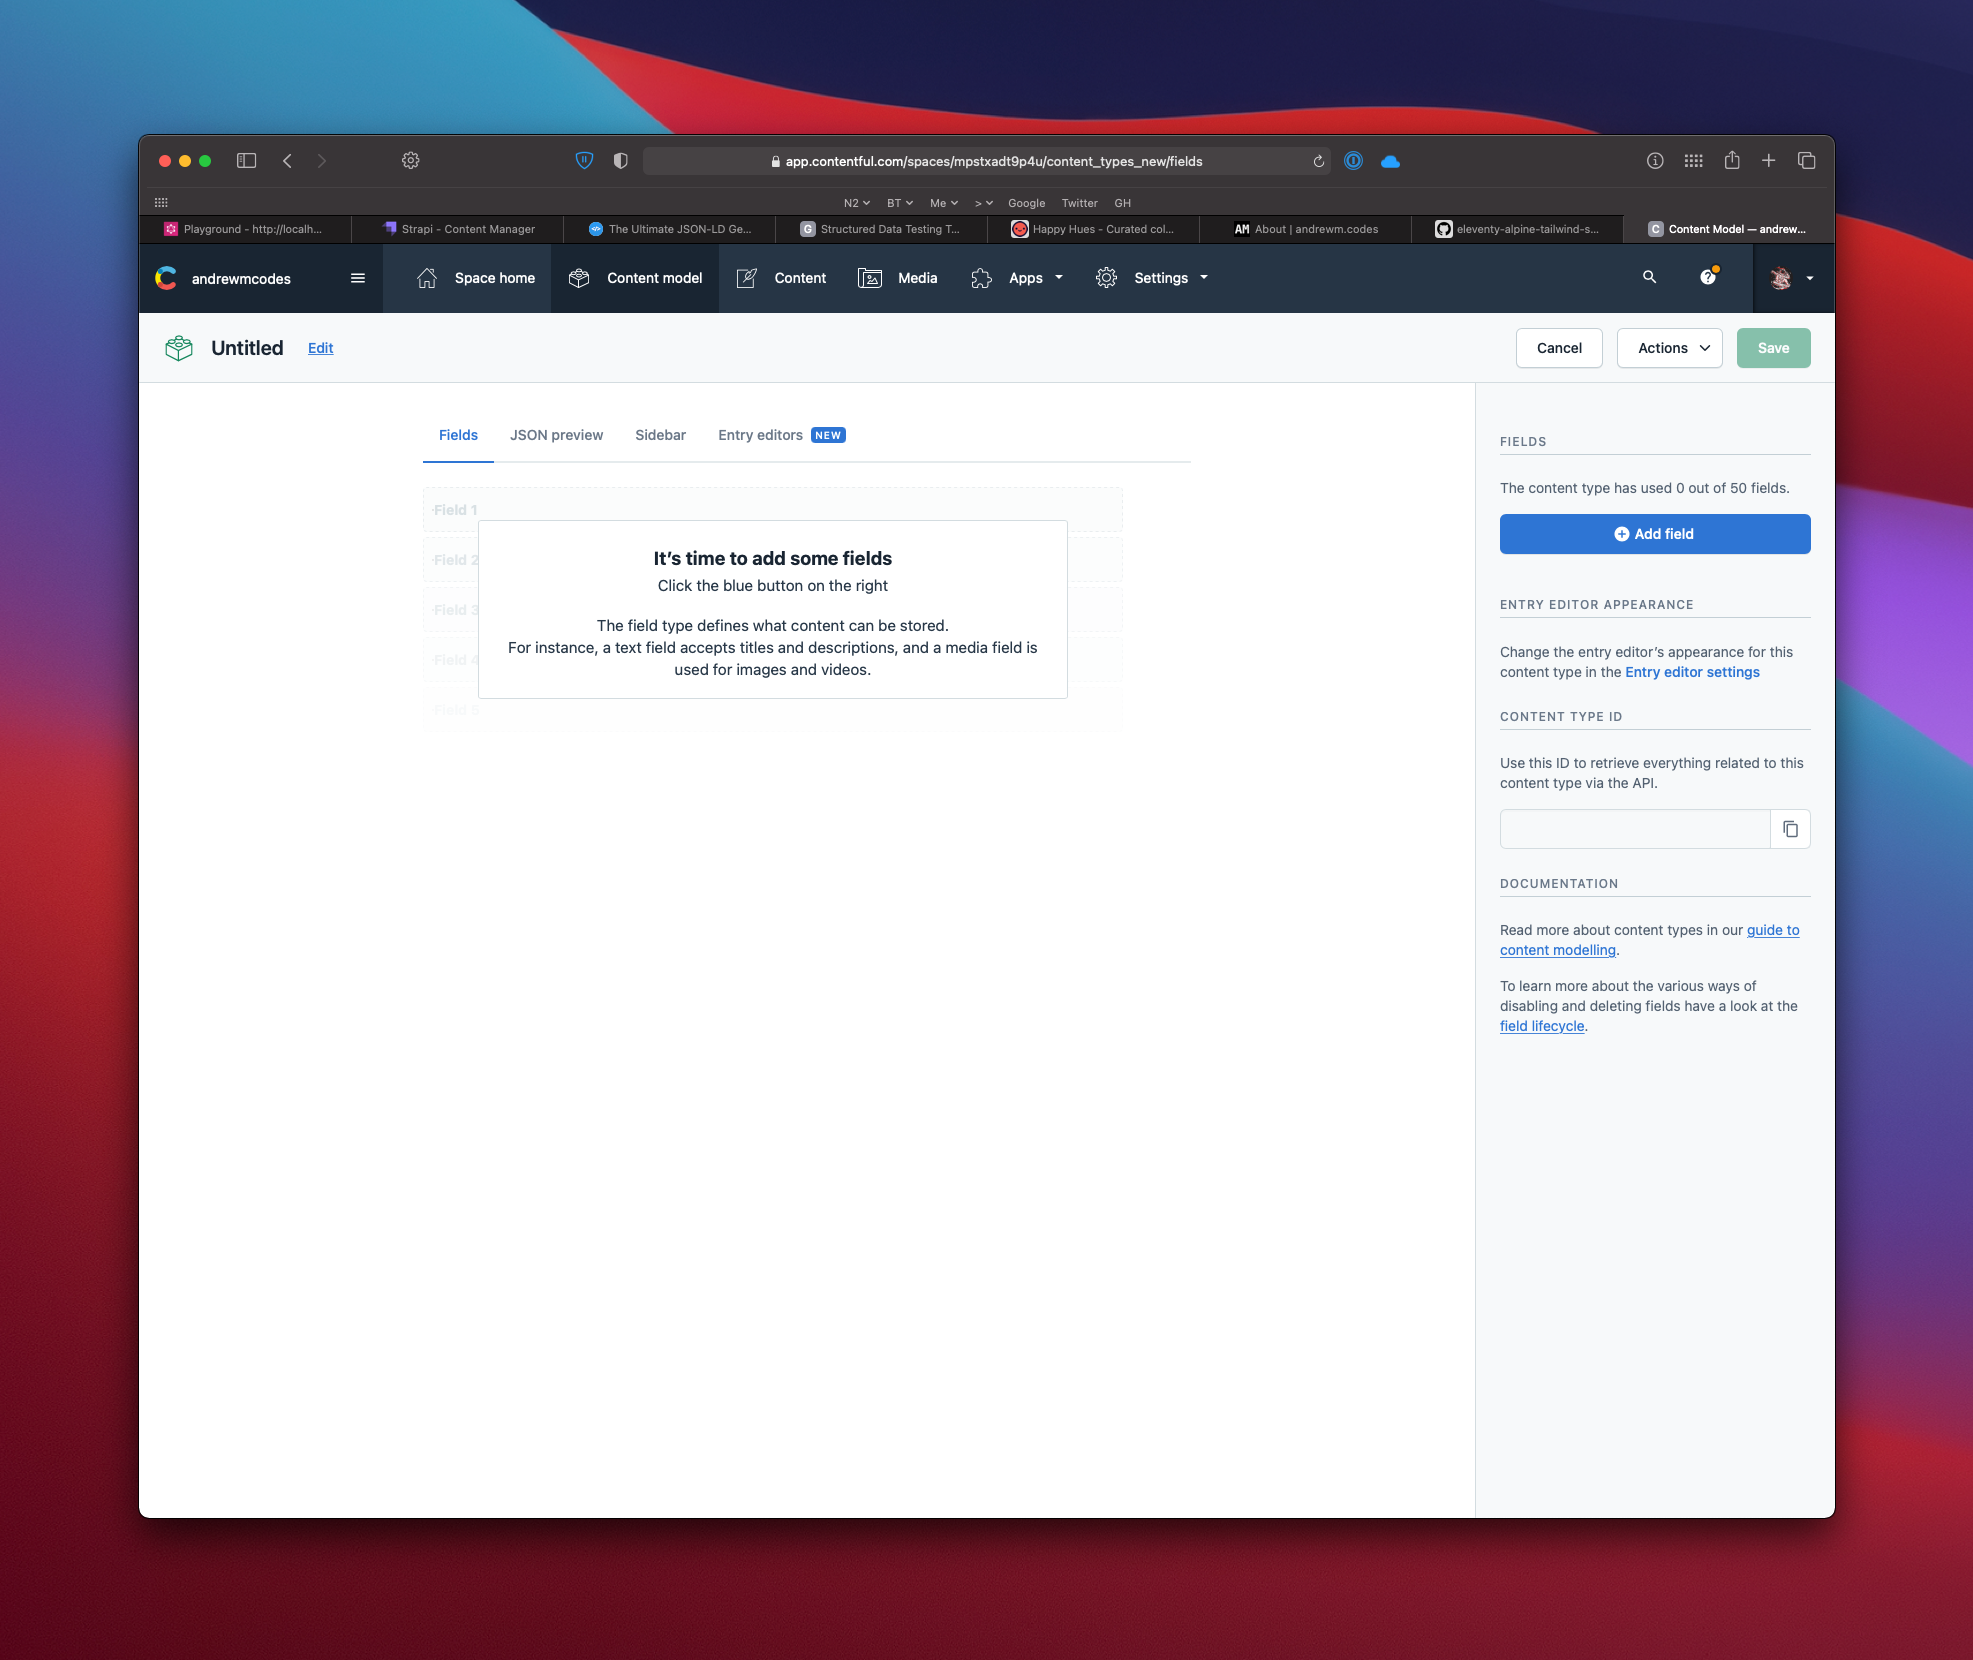 app.contentful.com/spaces/mpstxadt9p4u/content_types_new/fields
N2 BT Me > Google Twitter GH
Playground - http://localh...
Strapi - Content Manager
The Ultimate JSON-LD Ge...
G Structured Data Testing T...
Happy Hues - Curated col...
AM About | andrewm.codes
eleventy-alpine-tailwind-s...
C Content Model — andrew...
andrewmcodes
Space home
Content model
Content
Media
Apps
Settings
?
Untitled Edit
Cancel
Actions
Save
Fields
JSON preview
Sidebar
Entry editors NEW
Field 1
Field 2
Field 3
Field 4
Field 5
It’s time to add some fields
Click the blue button on the right
The field type defines what content can be stored.
For instance, a text field accepts titles and descriptions, and a media field is
used for images and videos.
FIELDS
The content type has used 0 out of 50 fields.
Add field
ENTRY EDITOR APPEARANCE
Change the entry editor’s appearance for this
content type in the Entry editor settings
CONTENT TYPE ID
Use this ID to retrieve everything related to this
content type via the API.
DOCUMENTATION
Read more about content types in our guide to
content modelling.
To learn more about the various ways of
disabling and deleting fields have a look at the
field lifecycle.